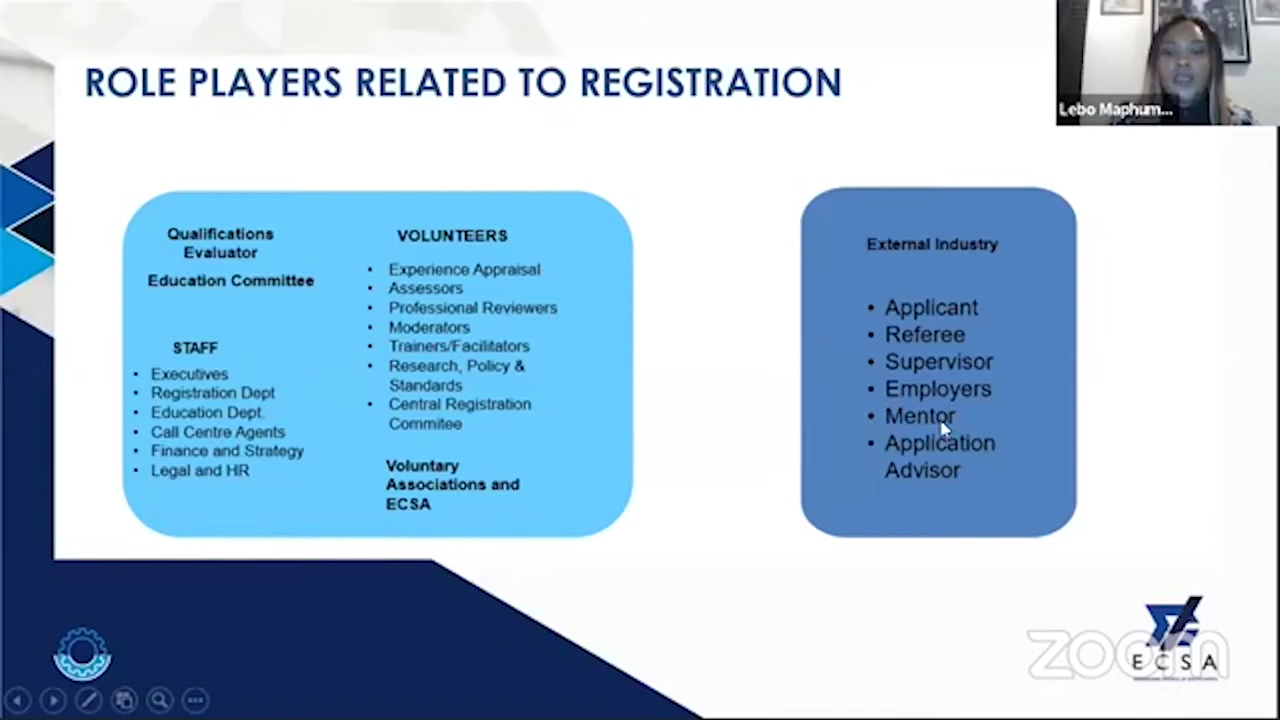 ROLE PLAYERS RELATED TO REGISTRATION
Lebo Maphum...
Qualifications
Evaluator
Education Committee
STAFF
• Executives
• Registration Dept
• Education Dept.
• Call Centre Agents
• Finance and Strategy
• Legal and HR
VOLUNTEERS
• Experience Appraisal
• Assessors
• Professional Reviewers
• Moderators
• Trainers/Facilitators
• Research, Policy &
Standards
• Central Registration
Commitee
Voluntary
Associations and
ECSA
External Industry
• Applicant
• Referee
• Supervisor
• Employers
• Mentor
• Application
Advisor
zoom
ECSA